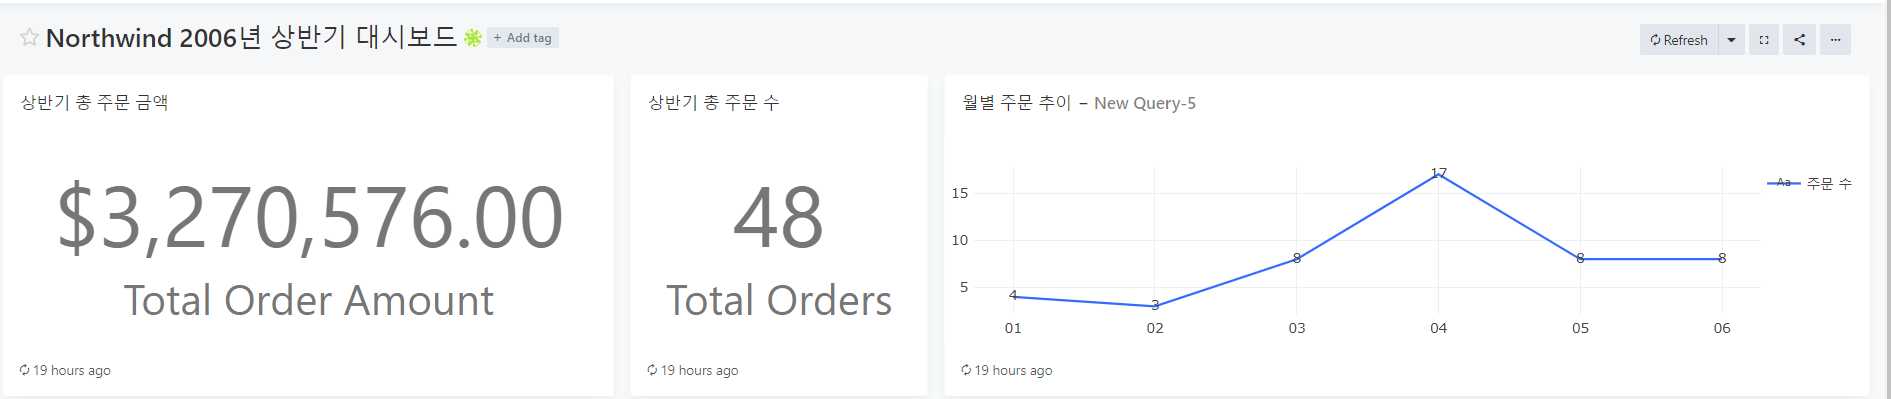 Northwind 2006년 상반기 대시보드 + Add tag
Refresh
상반기 총 주문 금액
$3,270,576.00
Total Order Amount
19 hours ago
상반기 총 주문 수
48
Total Orders
19 hours ago
월별 주문 추이 – New Query-5
15
10
5
4
3
8
17
8
8
01 02 03 04 05 06
Aa 주문 수
19 hours ago